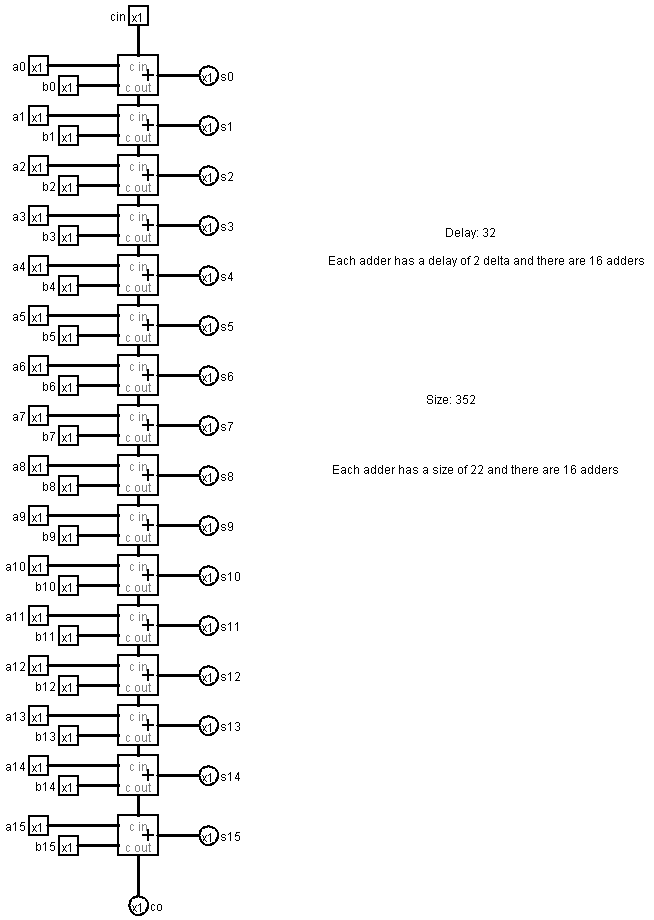 cin x1
a0 x1 c in
+ x1 s0
b0 x1 c out
a1 x1 c in
+ x1 s1
b1 x1 c out
a2 x1 c in
+ x1 s2
b2 x1 c out
a3 x1 c in
+ x1 s3
b3 x1 c out
Delay: 32
Each adder has a delay of 2 delta and there are 16 adders
a4 x1 c in
+ x1 s4
b4 x1 c out
a5 x1 c in
+ x1 s5
b5 x1 c out
a6 x1 c in
+ x1 s6
b6 x1 c out
Size: 352
a7 x1 c in
+ x1 s7
b7 x1 c out
a8 x1 c in
+ x1 s8
b8 x1 c out
Each adder has a size of 22 and there are 16 adders
a9 x1 c in
+ x1 s9
b9 x1 c out
a10 x1 c in
+ x1 s10
b10 x1 c out
a11 x1 c in
+ x1 s11
b11 x1 c out
a12 x1 c in
+ x1 s12
b12 x1 c out
a13 x1 c in
+ x1 s13
b13 x1 c out
a14 x1 c in
+ x1 s14
b14 x1 c out
a15 x1 c in
+ x1 s15
b15 x1 c out
x1 co